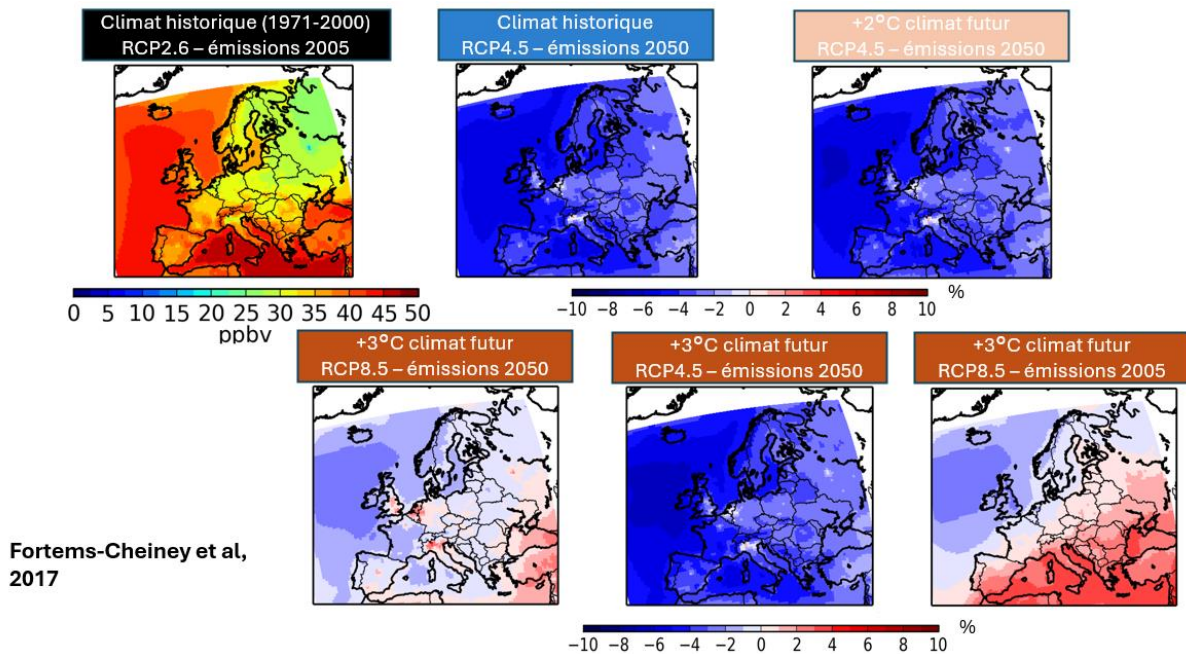 Climat historique (1971-2000)
RCP2.6 – émissions 2005
Climat historique
RCP4.5 – émissions 2050
+2°C climat futur
RCP4.5 – émissions 2050
0 5 10 15 20 25 30 35 40 45 50
ppbv
−10 −8 −6 −4 −2 0 2 4 6 8 10 %
+3°C climat futur
RCP8.5 – émissions 2050
+3°C climat futur
RCP4.5 – émissions 2050
+3°C climat futur
RCP8.5 – émissions 2005
Fortems-Cheiney et al,
2017
−10 −8 −6 −4 −2 0 2 4 6 8 10 %